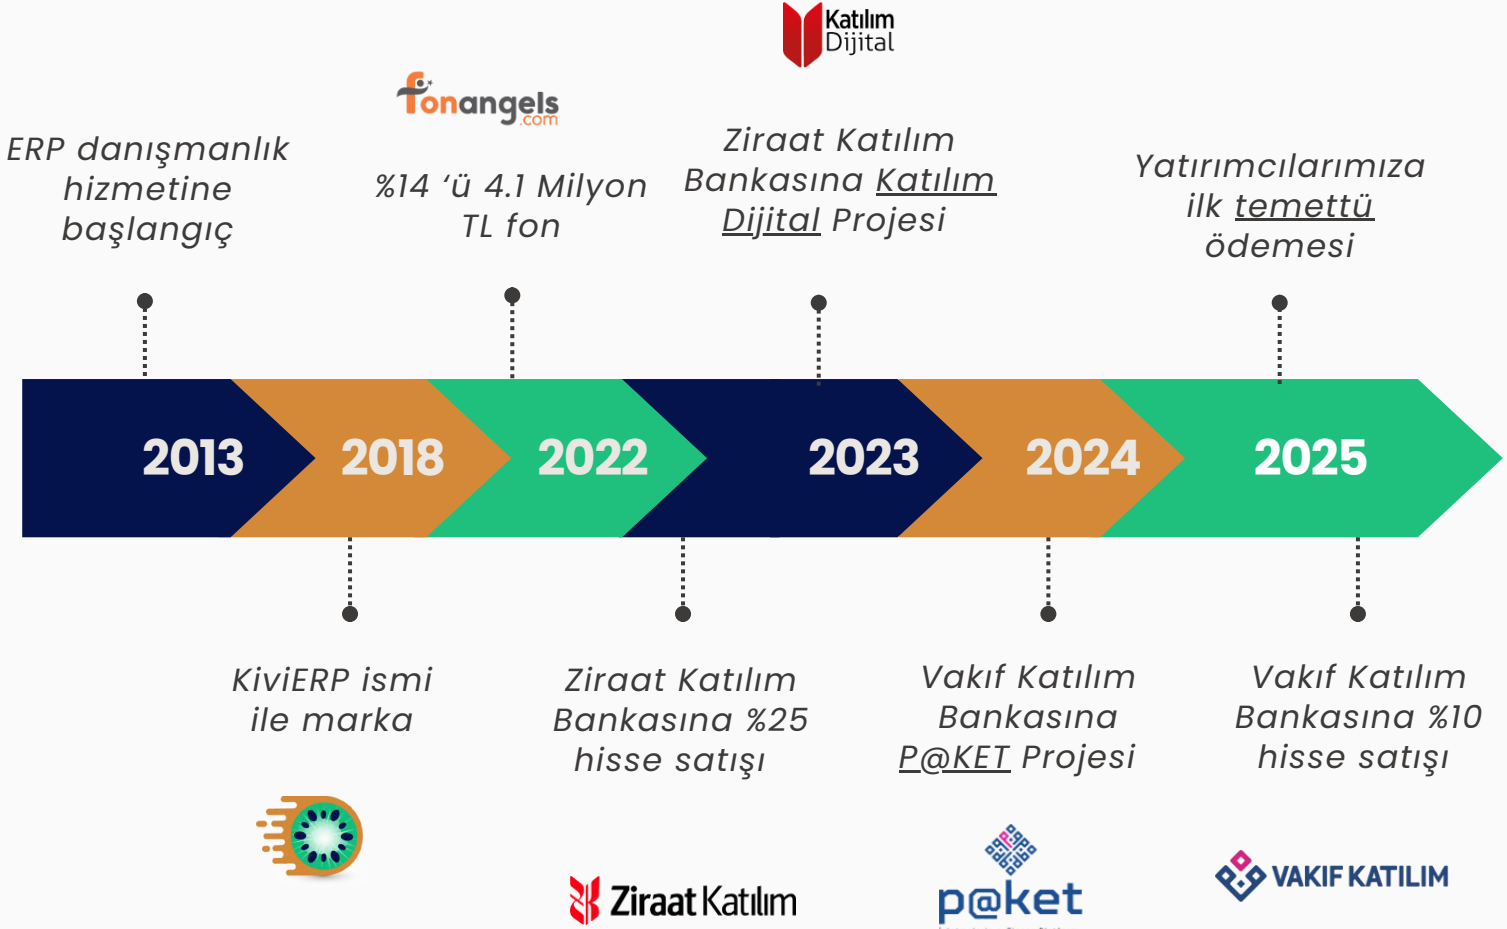 Katılım
Dijital
fonangels
.com
ERP danışmanlık
hizmetine
başlangıç
%14 ‘ü 4.1 Milyon
TL fon
Ziraat Katılım
Bankasına Katılım
Dijital Projesi
Yatırımcılarımıza
ilk temettü
ödemesi
2013
2018
2022
2023
2024
2025
KiviERP ismi
ile marka
Ziraat Katılım
Bankasına %25
hisse satışı
Vakıf Katılım
Bankasına
P@KET Projesi
Vakıf Katılım
Bankasına %10
hisse satışı
Ziraat Katılım
p@ket
VAKIF KATILIM